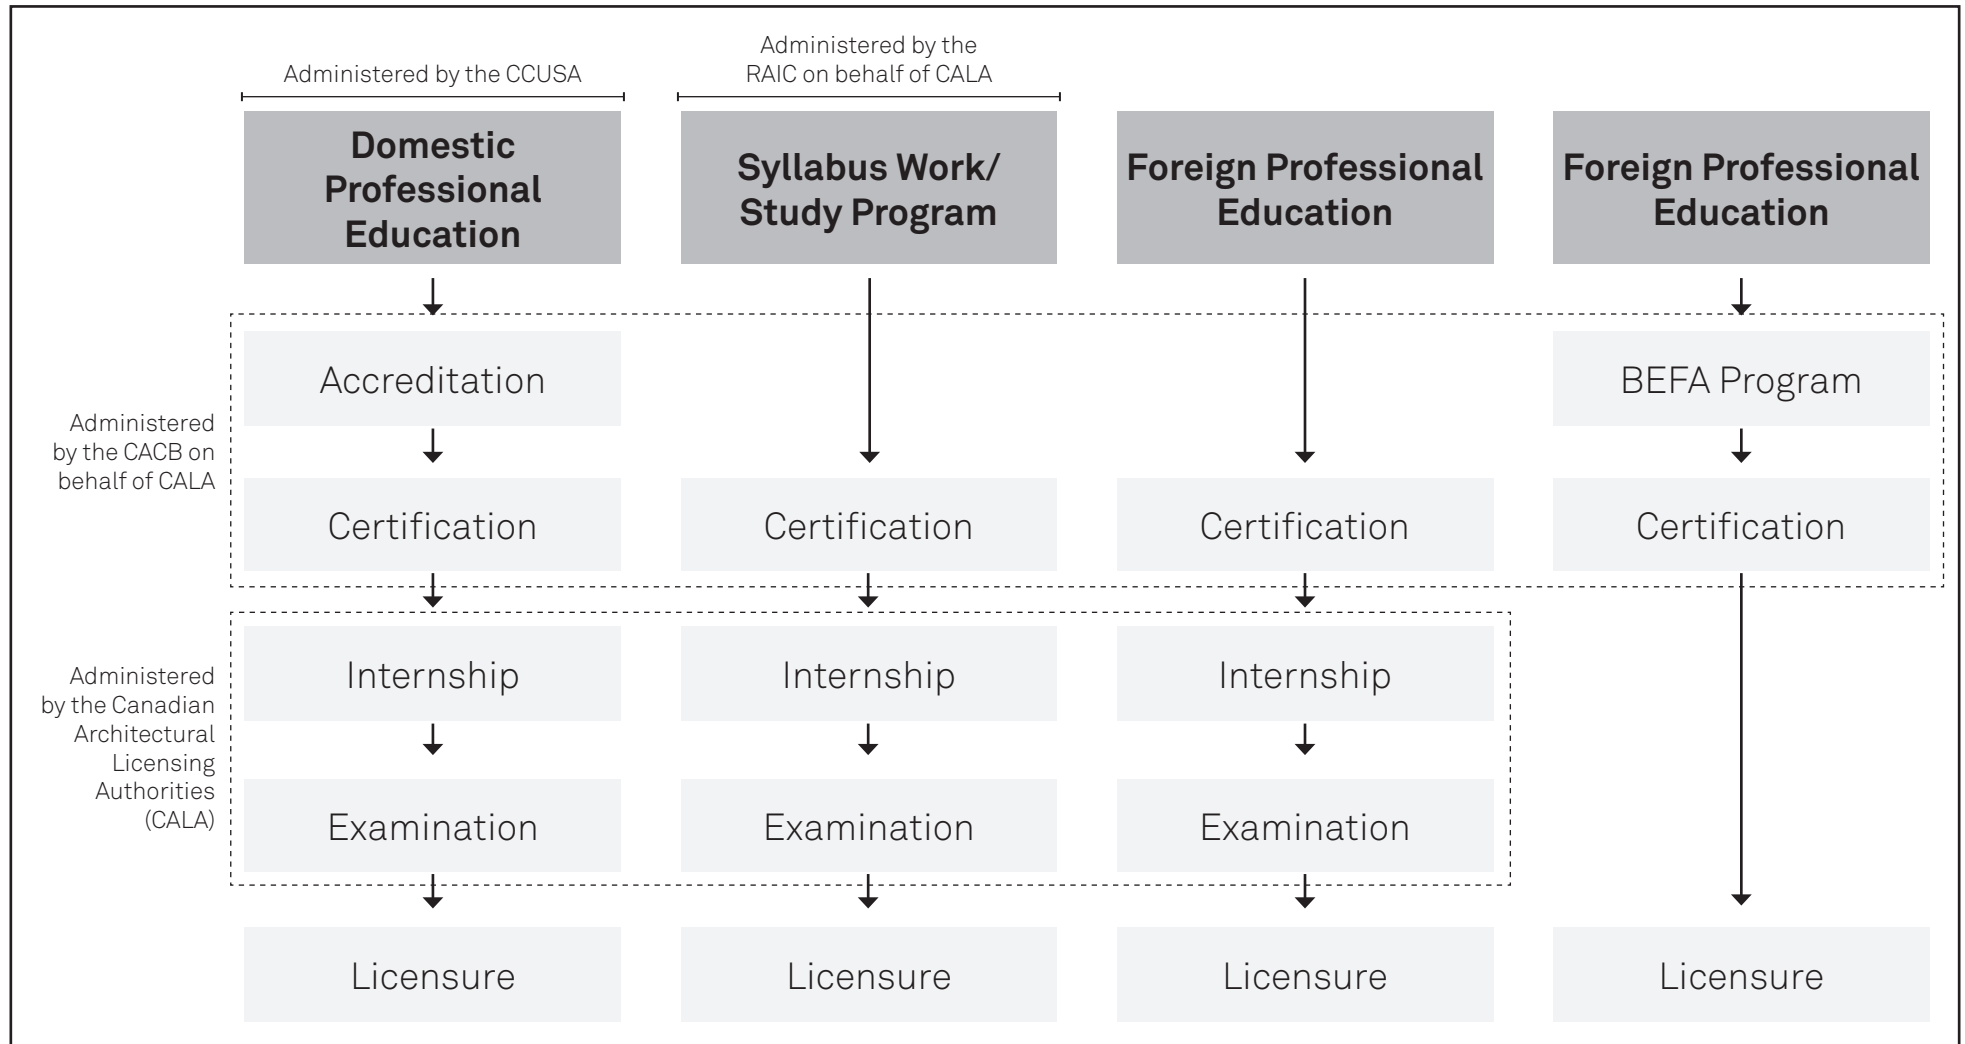 Administered by the CCUSA
Administered by the
RAIC on behalf of CALA
Domestic
Professional
Education
Syllabus Work/
Study Program
Foreign Professional
Education
Foreign Professional
Education
Administered
by the CACB on
behalf of CALA
Accreditation
BEFA Program
Certification
Certification
Certification
Certification
Administered
by the Canadian
Architectural
Licensing
Authorities
(CALA)
Internship
Internship
Internship
Examination
Examination
Examination
Licensure
Licensure
Licensure
Licensure